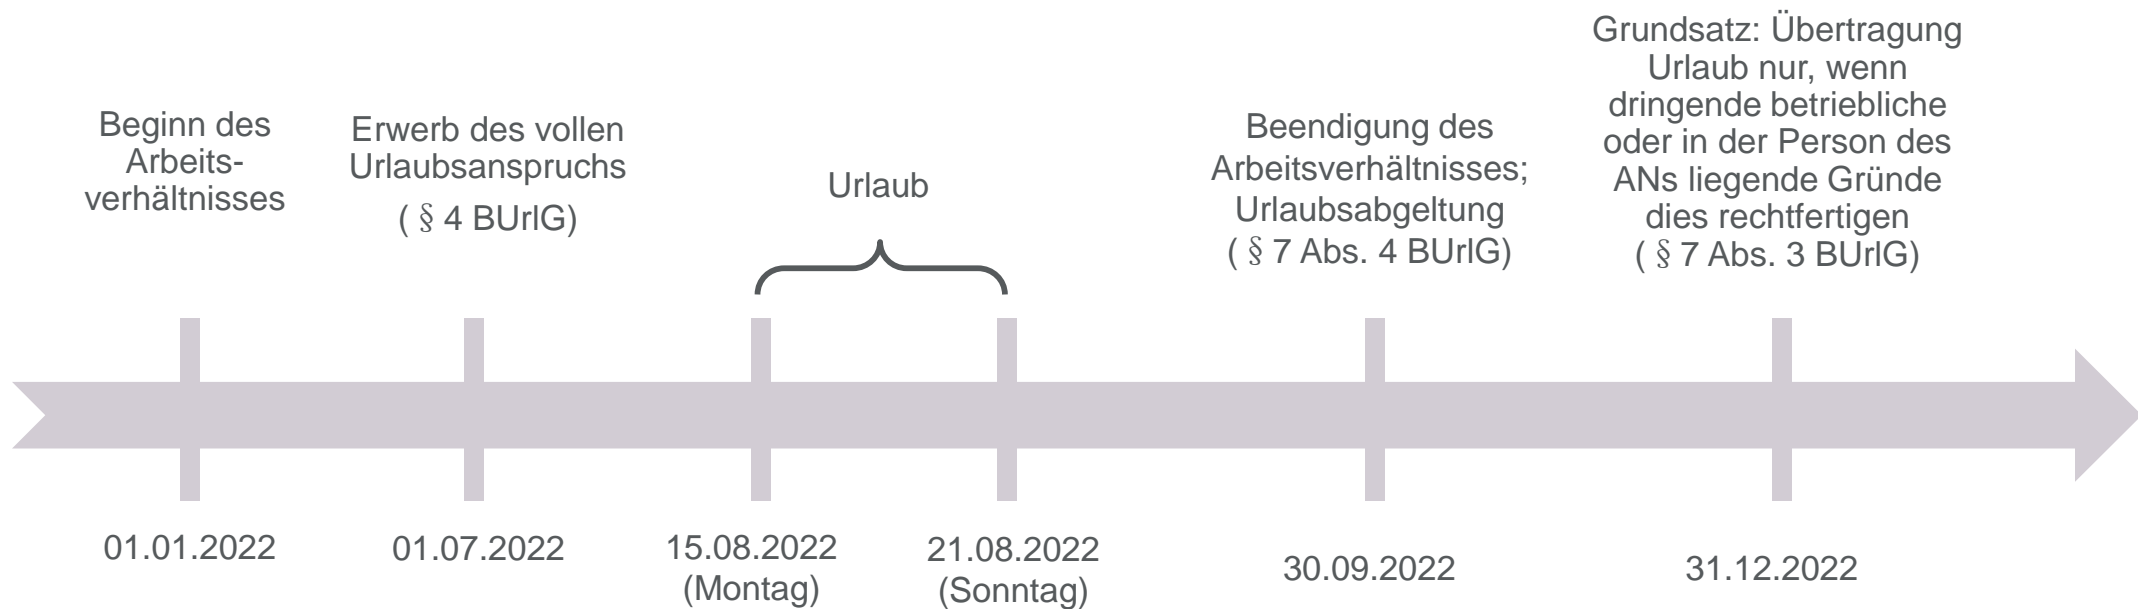 Beginn des
Arbeits-
verhältnisses
Erwerb des vollen
Urlaubsanspruchs
( § 4 BUrlG)
Urlaub
Beendigung des
Arbeitsverhältnisses;
Urlaubsabgeltung
( § 7 Abs. 4 BUrlG)
Grundsatz: Übertragung
Urlaub nur, wenn
dringende betriebliche
oder in der Person des
ANs liegende Gründe
dies rechtfertigen
( § 7 Abs. 3 BUrlG)
01.01.2022
01.07.2022
15.08.2022
(Montag)
21.08.2022
(Sonntag)
30.09.2022
31.12.2022